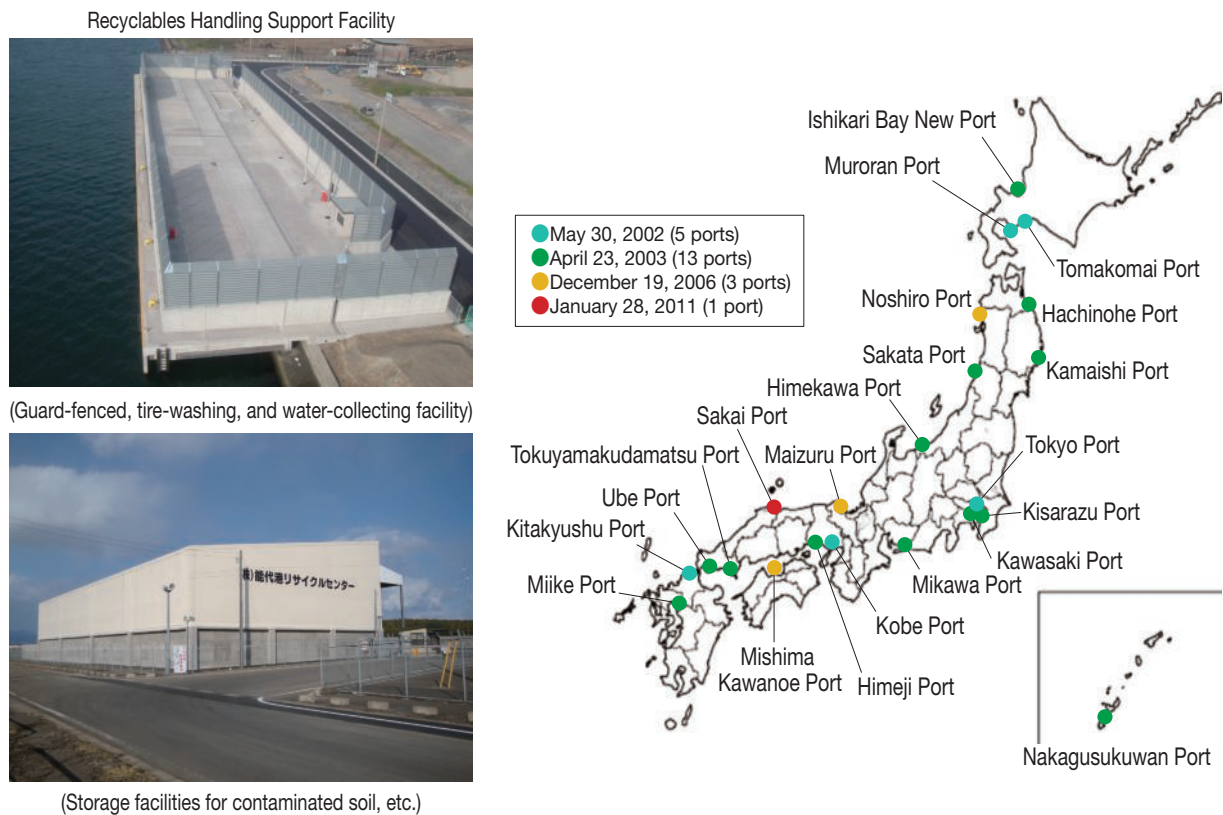 Recyclables Handling Support Facility
(Guard-fenced, tire-washing, and water-collecting facility)
㈱能代港リサイクルセンター
(Storage facilities for contaminated soil, etc.)
May 30, 2002 (5 ports)
April 23, 2003 (13 ports)
December 19, 2006 (3 ports)
January 28, 2011 (1 port)
Ishikari Bay New Port
Muroran Port
Tomakomai Port
Noshiro Port
Hachinohe Port
Sakata Port
Kamaishi Port
Himekawa Port
Sakai Port
Tokyo Port
Tokuyamakudamatsu Port
Maizuru Port
Ube Port
Kisarazu Port
Kitakyushu Port
Kawasaki Port
Miike Port
Mikawa Port
Kobe Port
Mishima
Kawanoe Port
Himeji Port
Nakagusukuwan Port